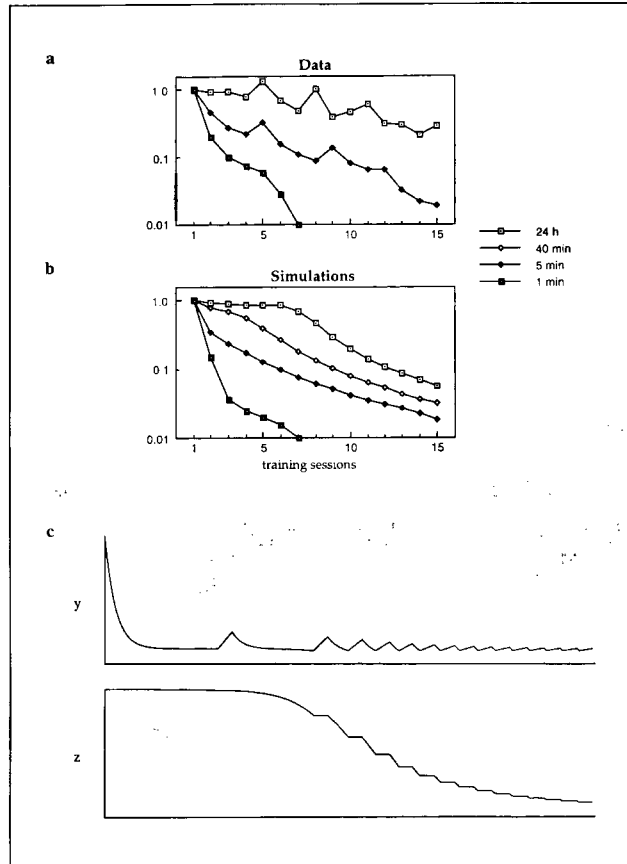 a
Data
1.0
0.1
0.01
1
5
10
15
24 h
40 min
5 min
1 min
b
Simulations
1.0
0.1
0.01
1
5
10
15
training sessions
c
y
z